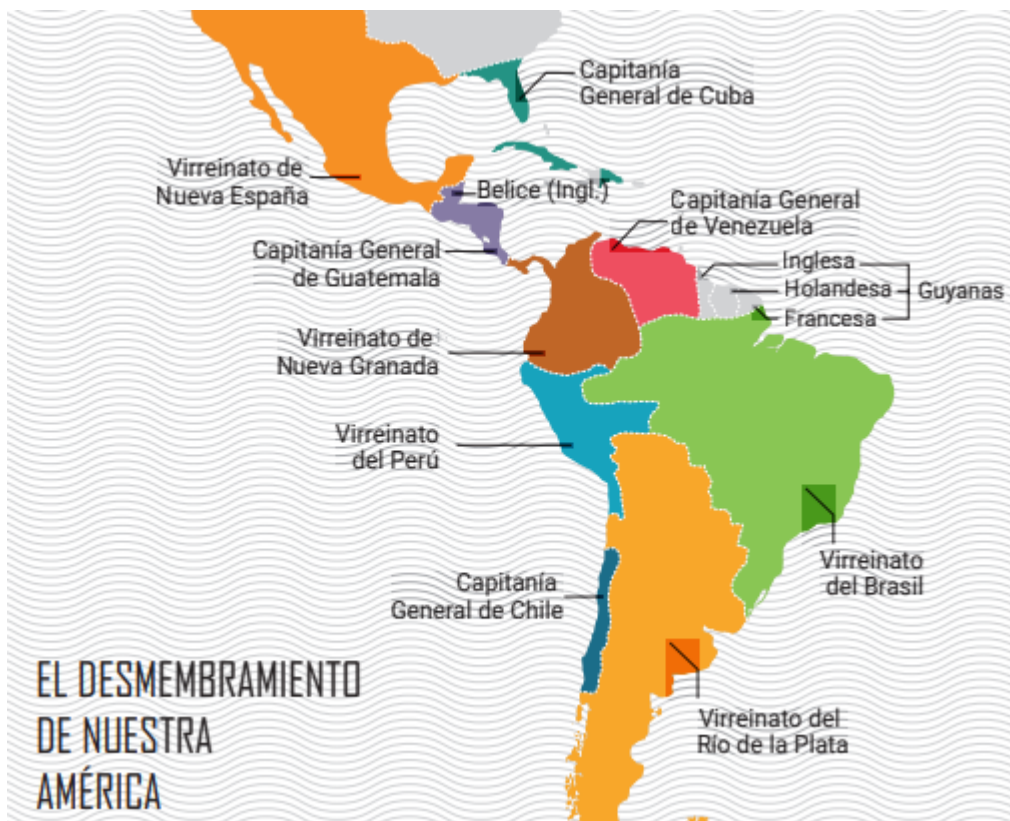 Capitanía
General de Cuba
Virreinato de
Nueva España
Belice (Ingl.)
Capitanía General
de Venezuela
Capitanía General
de Guatemala
Inglesa
Holandesa
Francesa
Guyanas
Virreinato de
Nueva Granada
Virreinato
del Perú
Virreinato
del Brasil
Capitanía
General de Chile
Virreinato del
Río de la Plata
EL DESMEMBRAMIENTO
DE NUESTRA
AMÉRICA